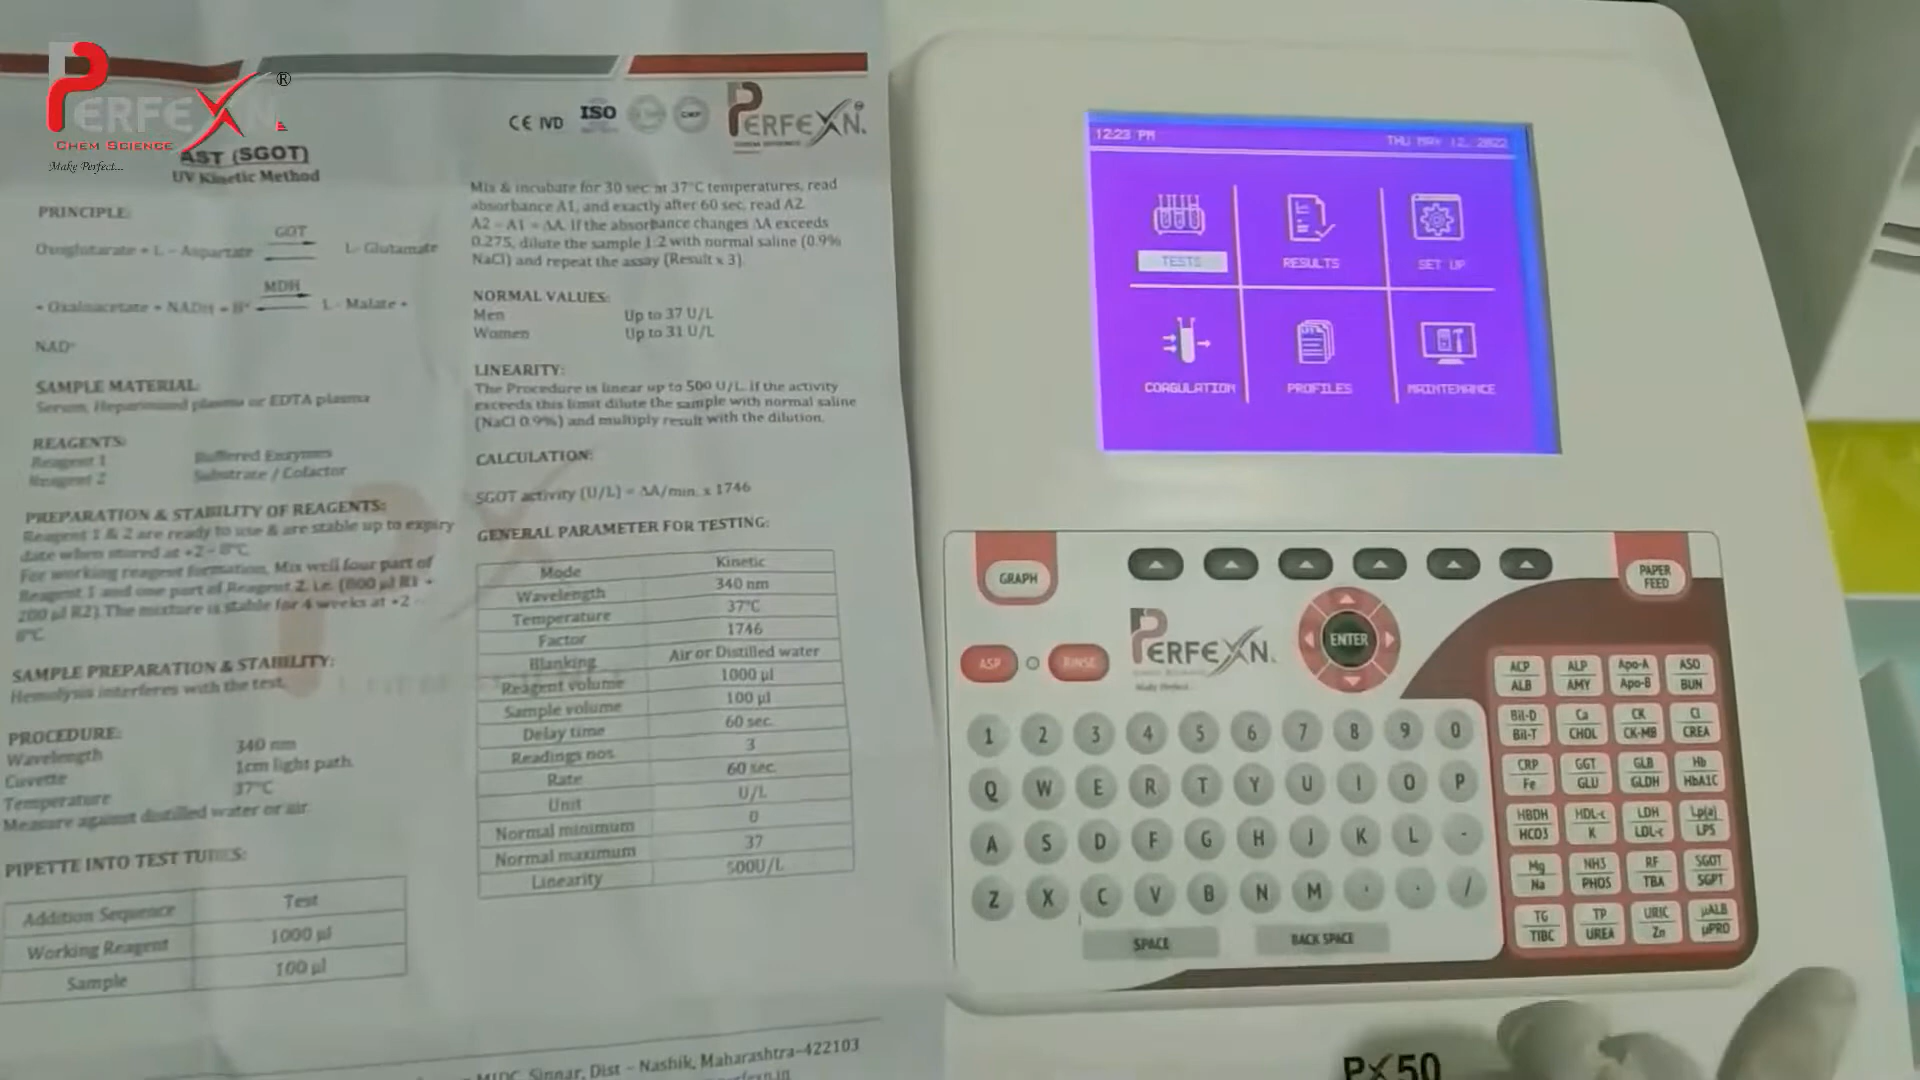 PERFEXN ®
CHEM SCIENCE
Make Perfect...
CE IVD ISO
PERFEXN ®
AST (SGOT)
UV Kinetic Method
PRINCIPLE:
GOT
Oxoglutarate + L - Aspartate L- Glutamate
MDH
+ Oxaloacetate + NADH + H+ L - Malate +
NAD+
SAMPLE MATERIAL:
Serum, Heparinised plasma or EDTA plasma
REAGENTS:
Reagent 1 Buffered Enzymes
Reagent 2 Substrate / Cofactor
PREPARATION & STABILITY OF REAGENTS:
Reagent 1 & 2 are ready to use & are stable up to expiry
date when stored at +2 - 8°C.
For working reagent formation, Mix well four part of
Reagent 1 and one part of Reagent 2. i.e. (800 µl R1 +
200 µl R2) The mixture is stable for 4 weeks at +2 -
8°C.
SAMPLE PREPARATION & STABILITY:
Hemolysis interferes with the test.
PROCEDURE:
Wavelength 340 nm
Cuvette 1cm light path.
Temperature 37°C
Measure against distilled water or air
PIPETTE INTO TEST TUBES:
Addition Sequence Test
Working Reagent 1000 µl
Sample 100 µl
Mix & incubate for 30 sec. at 37°C temperatures, read
absorbance A1, and exactly after 60 sec, read A2
A2 - A1 = ΔA. If the absorbance changes ΔA exceeds
0.275, dilute the sample 1:2 with normal saline (0.9%
NaCl) and repeat the assay (Result x 3).
NORMAL VALUES:
Men Up to 37 U/L
Women Up to 31 U/L
LINEARITY:
The Procedure is linear up to 500 U/L. If the activity
exceeds this limit dilute the sample with normal saline
(NaCl 0.9%) and multiply result with the dilution.
CALCULATION:
SGOT activity (U/L) = ΔA/min. x 1746
GENERAL PARAMETER FOR TESTING:
Mode Kinetic
Wavelength 340 nm
Temperature 37°C
Factor 1746
Blanking Air or Distilled water
Reagent volume 1000 µl
Sample volume 100 µl
Delay time 60 sec.
Readings nos. 3
Rate 60 sec.
Unit U/L
Normal minimum 0
Normal maximum 37
Linearity 500U/L
MIDC, Sinnar, Dist - Nashik, Maharashtra-422103
12:23 PM THU MAY 12, 2022
TESTS RESULTS SET UP
COAGULATION PROFILES MAINTENANCE
GRAPH
PAPER
FEED
ASP RINSE
PERFEXN.
Make Perfect...
ENTER
1 2 3 4 5 6 7 8 9 0
Q W E R T Y U I O P
A S D F G H J K L -
Z X C V B N M , . /
SPACE BACK SPACE
ACP ALP Apo-A ASO
ALB AMY Apo-B BUN
Bil-D Ca CK Cl
Bil-T CHOL CK-MB CREA
CRP GGT GLB Hb
Fe GLU GLDH HbA1C
HBDH HDL-c LDH Lp(a)
HCO3 K LDL-c LPS
Mg NH3 RF SGOT
Na PHOS TBA SGPT
TG TP URIC µALB
TIBC UREA Zn µPRO
PX50